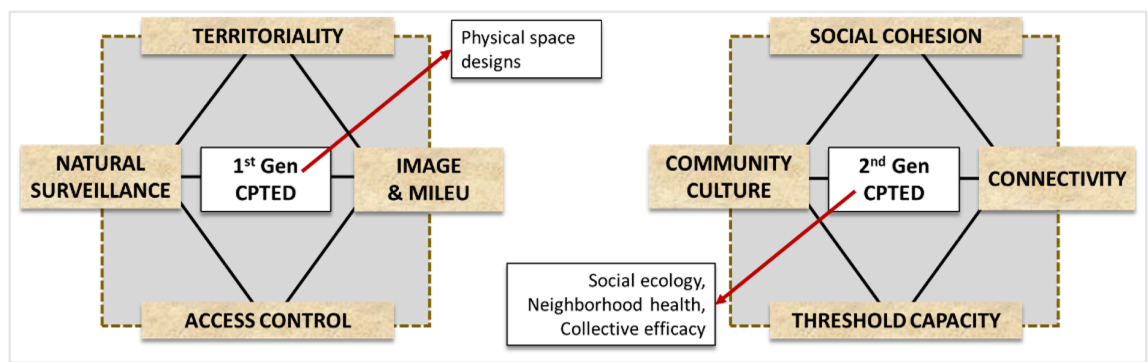 TERRITORIALITY
Physical space
designs
NATURAL
SURVEILLANCE
1st Gen
CPTED
IMAGE
& MILEU
ACCESS CONTROL
SOCIAL COHESION
COMMUNITY
CULTURE
2nd Gen
CPTED
CONNECTIVITY
Social ecology,
Neighborhood health,
Collective efficacy
THRESHOLD CAPACITY